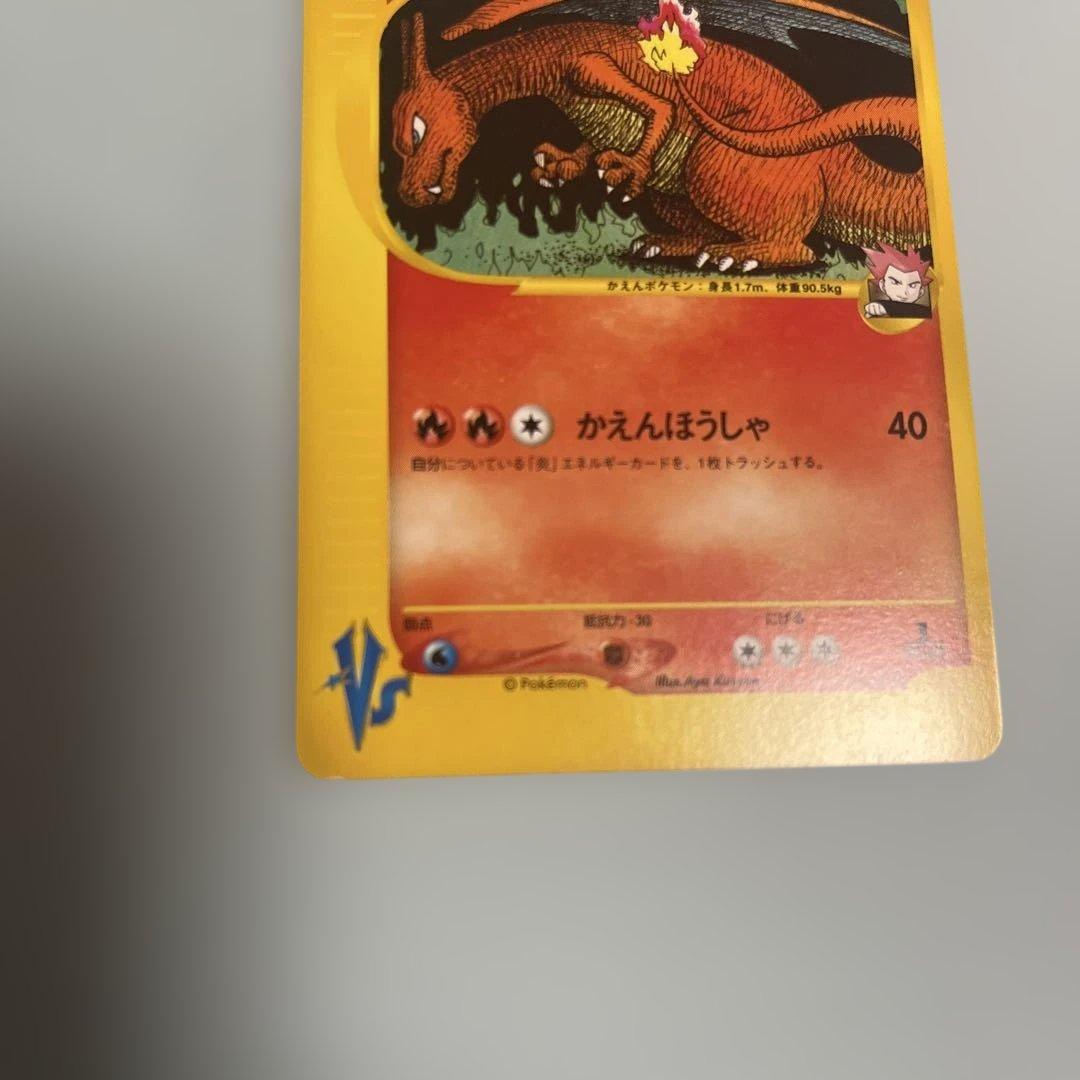 かえんポケモン：身長1.7m、体重90.5kg
かえんほうしゃ 40
自分についている「炎」エネルギーカードを、1枚トラッシュする。
弱点 抵抗力 -30 にげる
VS
© Pokémon Illus. Aya